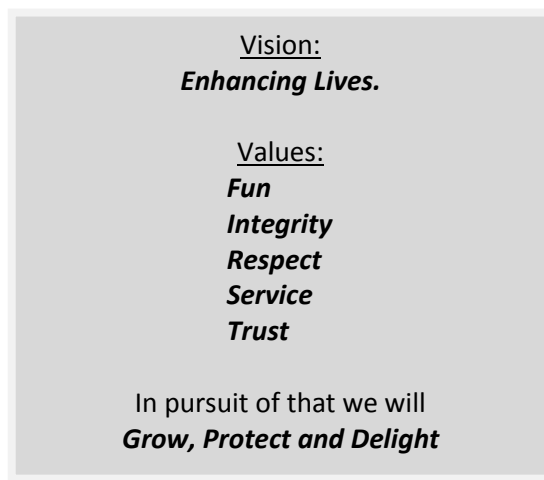 Vision:
Enhancing Lives.
Values:
Fun
Integrity
Respect
Service
Trust
In pursuit of that we will
Grow, Protect and Delight